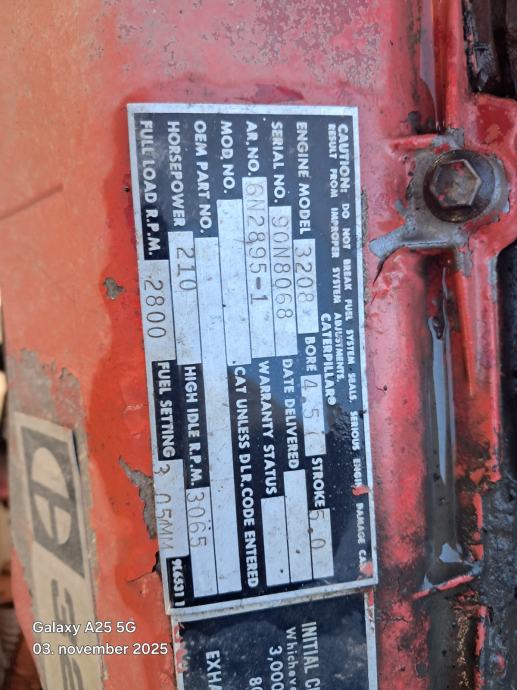 CAUTION: DO NOT BREAK FUEL SYSTEM SEALS. SERIOUS ENGINE DAMAGE CAN
RESULT FROM IMPROPER SYSTEM ADJUSTMENTS.
CATERPILLAR®
ENGINE MODEL 3208 BORE 4.5 STROKE 5.0
SERIAL NO. 90N8068 DATE DELIVERED
AR. NO. 6N2895-1 WARRANTY STATUS
MOD. NO. CAT UNLESS DLR. CODE ENTERED
OEM PART NO.
HORSEPOWER 210 HIGH IDLE R.P.M. 3065
FULL LOAD R.P.M. 2800 FUEL SETTING 3.05MM 9L6531
INITIAL
3,000
Galaxy A25 5G
03. november 2025